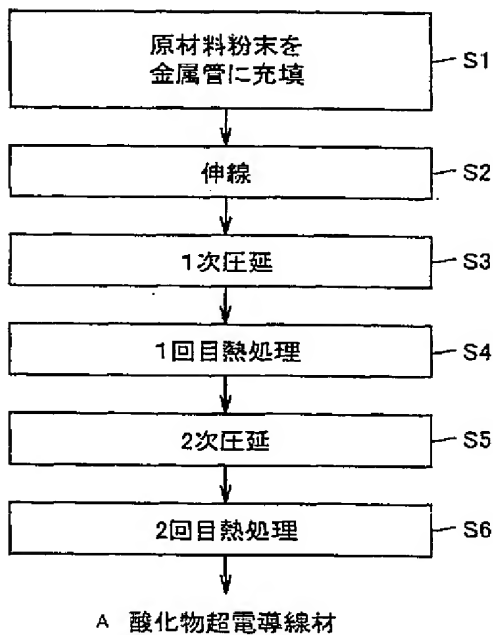 原材料粉末を
金属管に充填
S1
伸線
S2
1次圧延
S3
1回目熱処理
S4
2次圧延
S5
2回目熱処理
S6
A 酸化物超電導線材